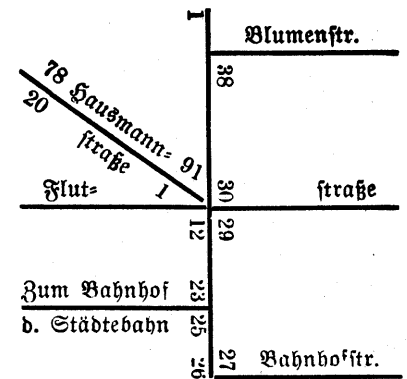 1
Blumenſtr.
38
78 Hausmann=
20
ſtraße
91
Flut=
1
30
ſtraße
12
29
Zum Bahnhof
23
d. Städtebahn
25
26
27
Bahnhofſtr.